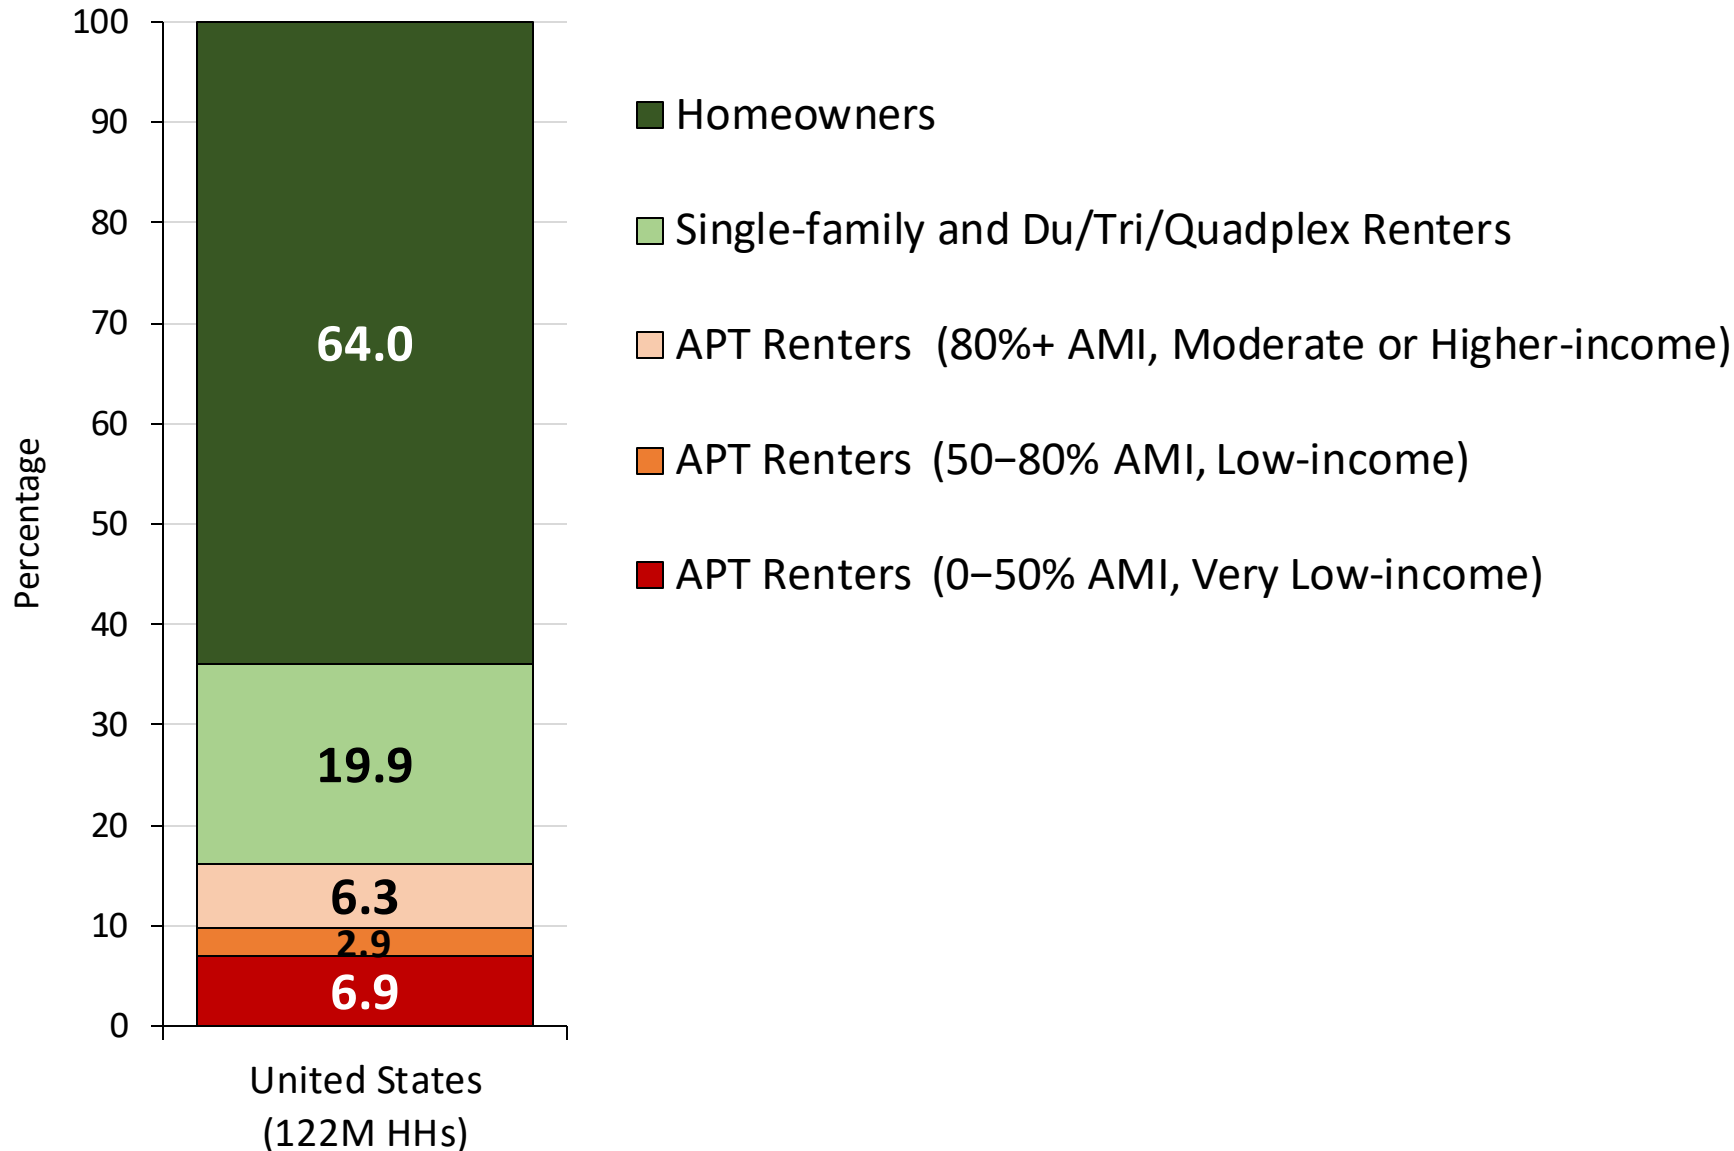 100
90
80
70
60
50
40
30
20
10
0
Percentage
64.0
19.9
6.3
2.9
6.9
United States
(122M HHs)
Homeowners
Single-family and Du/Tri/Quadplex Renters
APT Renters (80%+ AMI, Moderate or Higher-income)
APT Renters (50−80% AMI, Low-income)
APT Renters (0−50% AMI, Very Low-income)